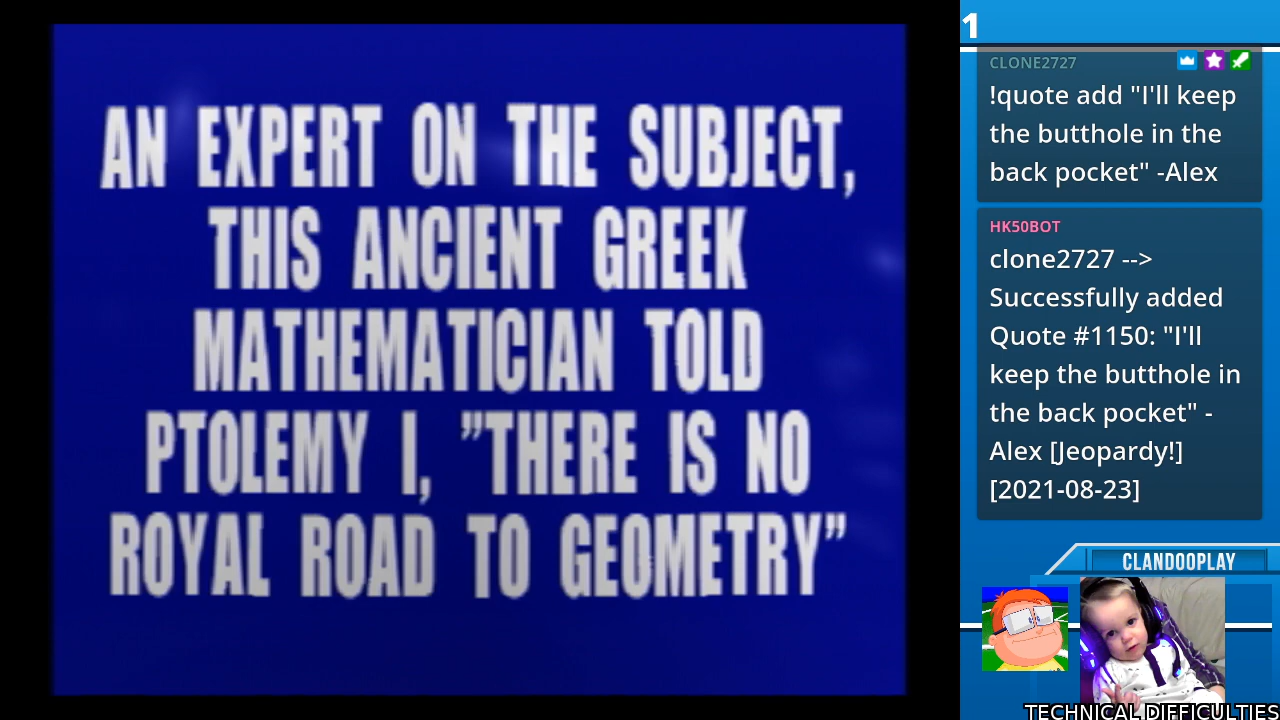 AN EXPERT ON THE SUBJECT,
THIS ANCIENT GREEK
MATHEMATICIAN TOLD
PTOLEMY I, "THERE IS NO
ROYAL ROAD TO GEOMETRY"
1
CLONE2727
!quote add "I'll keep
the butthole in the
back pocket" -Alex
HK50BOT
clone2727 -->
Successfully added
Quote #1150: "I'll
keep the butthole in
the back pocket" -
Alex [Jeopardy!]
[2021-08-23]
CLANDOOPLAY
TECHNICAL DIFFICULTIES